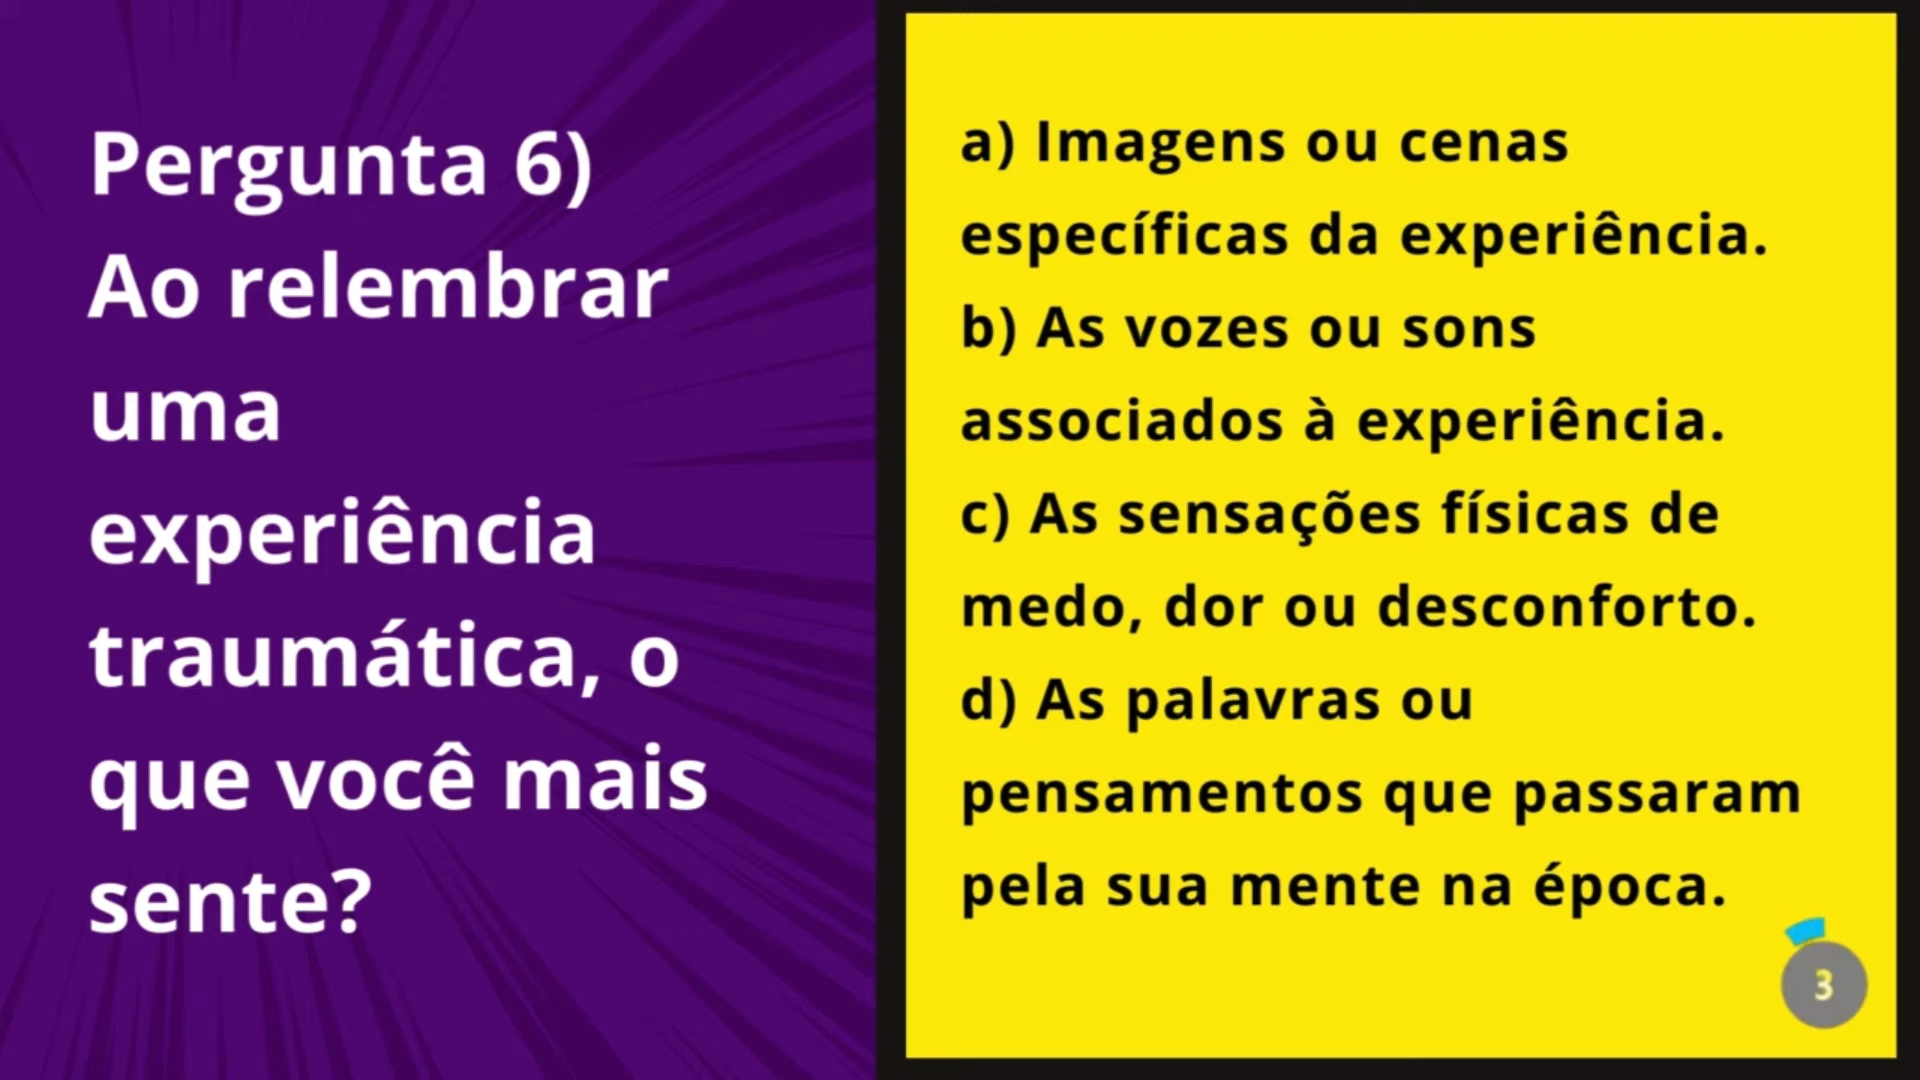 Pergunta 6)
Ao relembrar
uma
experiência
traumática, o
que você mais
sente?
a) Imagens ou cenas
específicas da experiência.
b) As vozes ou sons
associados à experiência.
c) As sensações físicas de
medo, dor ou desconforto.
d) As palavras ou
pensamentos que passaram
pela sua mente na época.
3